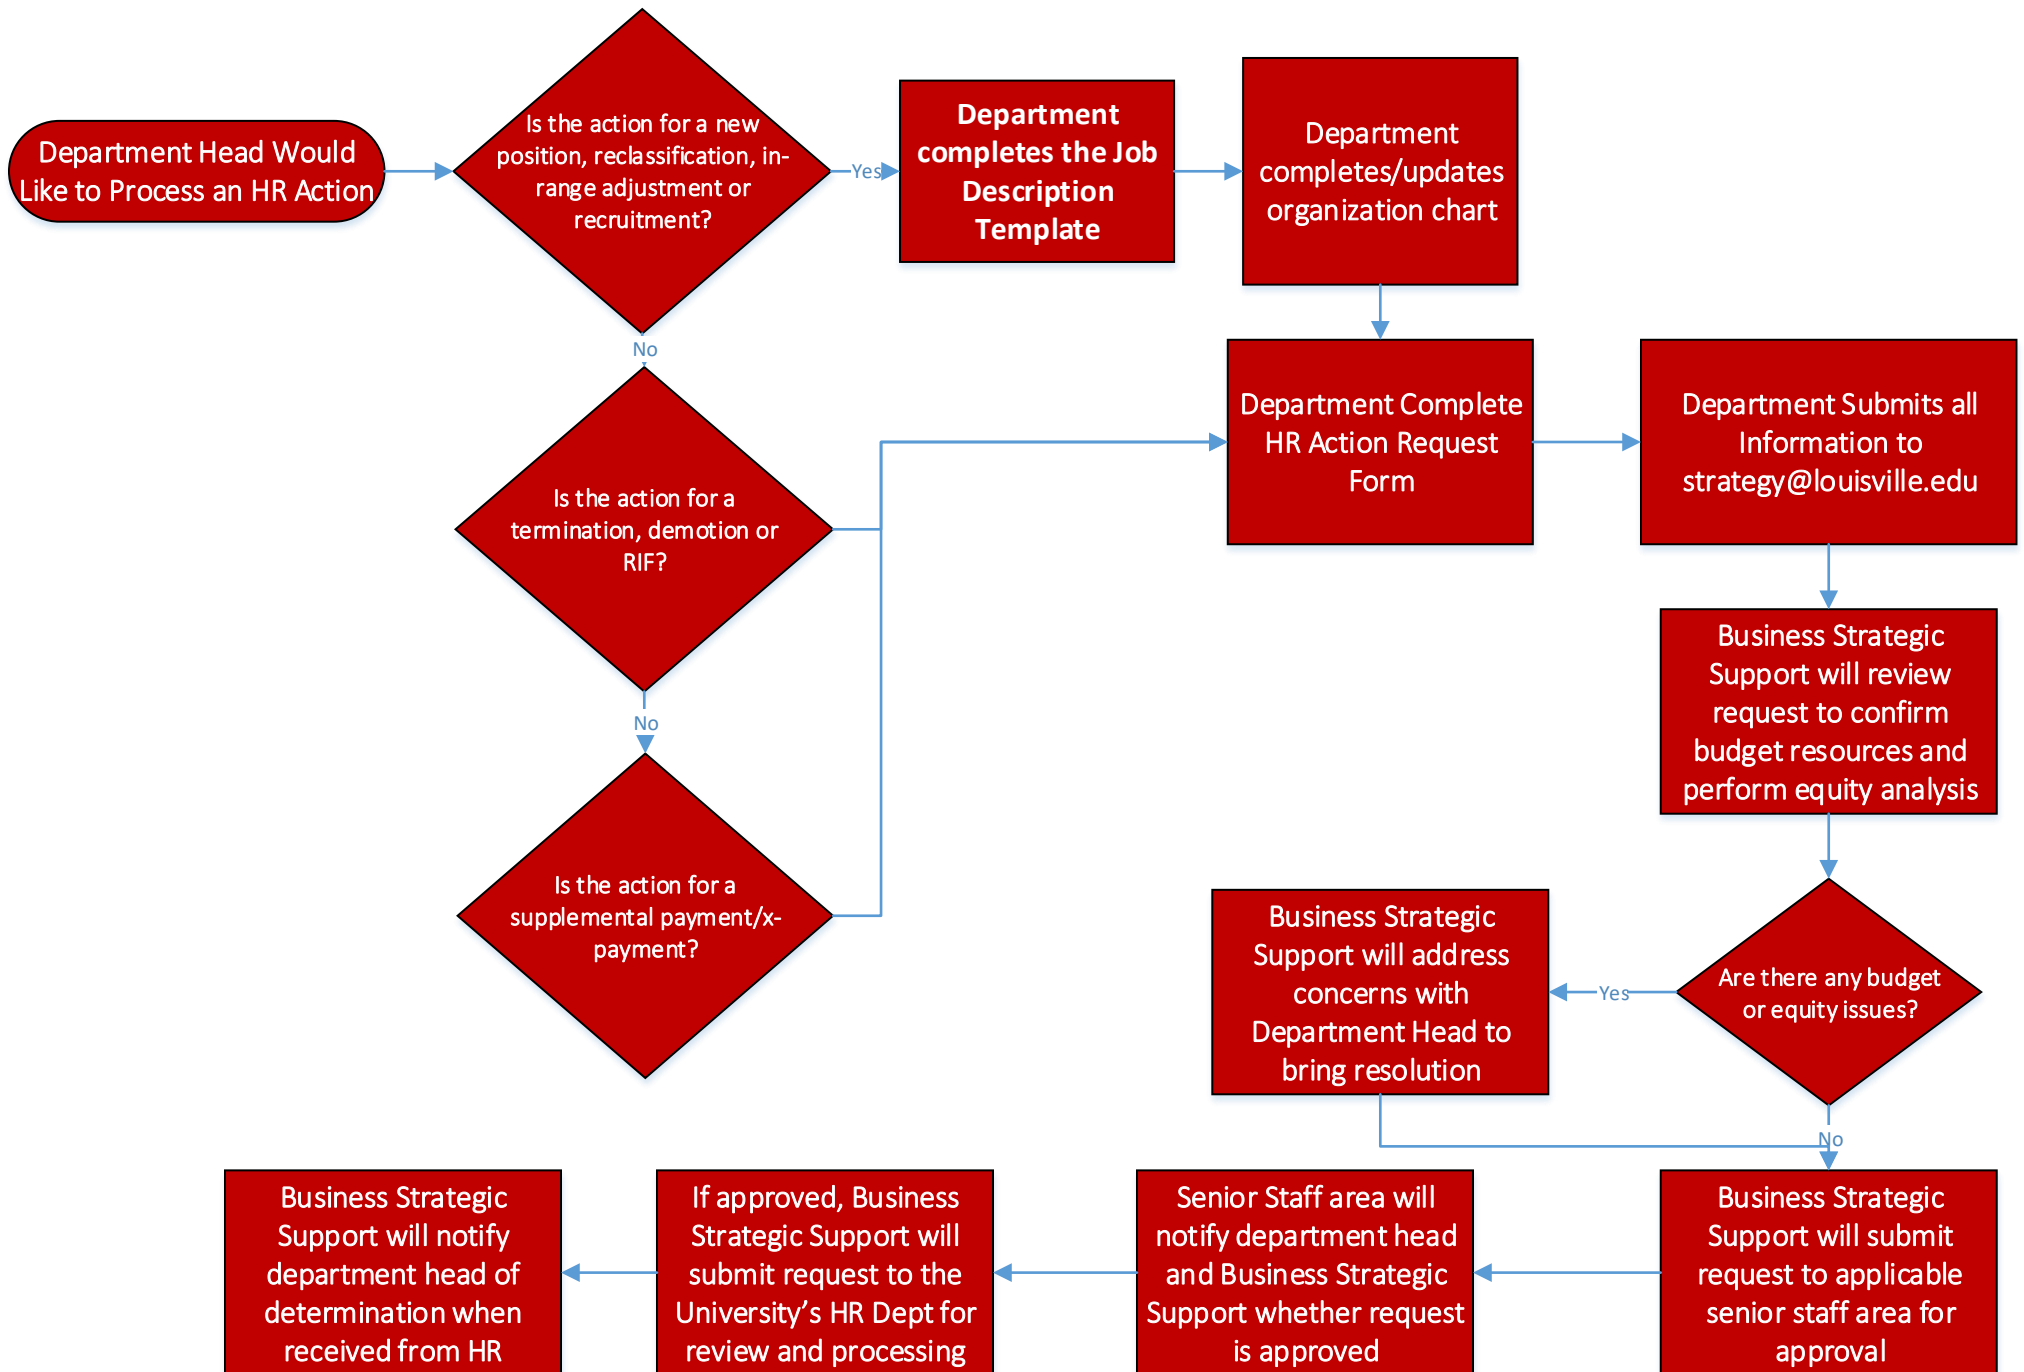 Department Head Would
Like to Process an HR Action
Is the action for a new
position, reclassification, in-
range adjustment or
recruitment?
Yes
Department
completes the Job
Description
Template
Department
completes/updates
organization chart
No
Is the action for a
termination, demotion or
RIF?
Department Complete
HR Action Request
Form
Department Submits all
Information to
strategy@louisville.edu
No
Is the action for a
supplemental payment/x-
payment?
Business Strategic
Support will review
request to confirm
budget resources and
perform equity analysis
Are there any budget
or equity issues?
Yes
Business Strategic
Support will address
concerns with
Department Head to
bring resolution
No
Business Strategic
Support will submit
request to applicable
senior staff area for
approval
Senior Staff area will
notify department head
and Business Strategic
Support whether request
is approved
If approved, Business
Strategic Support will
submit request to the
University's HR Dept for
review and processing
Business Strategic
Support will notify
department head of
determination when
received from HR